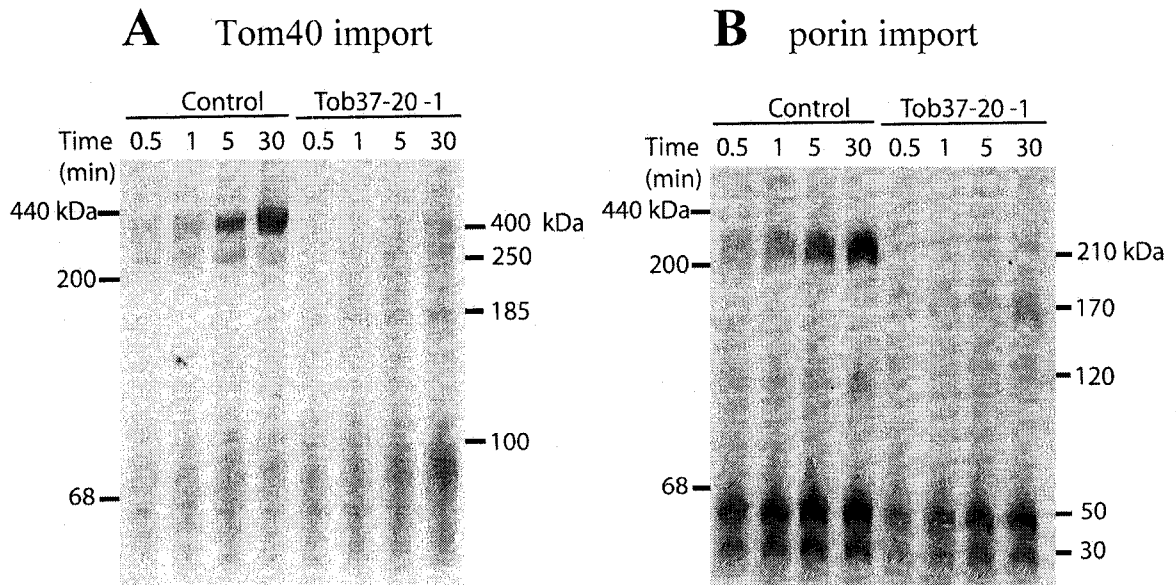 A Tom40 import
Control Tob37-20 -1
Time 0.5 1 5 30 0.5 1 5 30
(min)
440 kDa
200
68
400 kDa
250
185
100
B porin import
Control Tob37-20 -1
Time 0.5 1 5 30 0.5 1 5 30
(min)
440 kDa
200
68
210 kDa
170
120
50
30